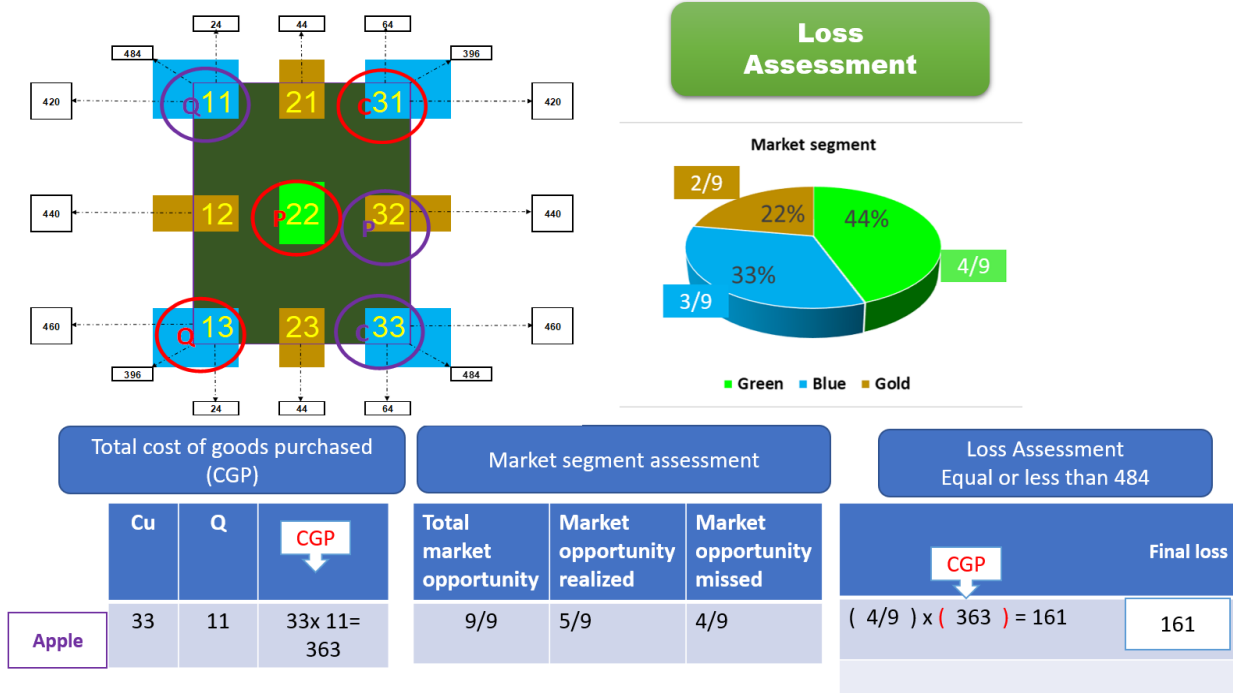 24 44 64
484 396
Loss
Assessment
420 Q 11 21 C 31 420
Market segment
2/9
22% 44%
440 12 P 22 32 440
P
4/9
33%
3/9
460 Q 13 23 C 33 460
396 484
24 44 64
Green Blue Gold
Total cost of goods purchased
(CGP)
Market segment assessment
Loss Assessment
Equal or less than 484
Cu Q CGP
Total
market
opportunity
Market
opportunity
realized
Market
opportunity
missed
CGP
Final loss
Apple
33 11 33x 11=
363
9/9 5/9 4/9
( 4/9 ) x ( 363 ) = 161
161